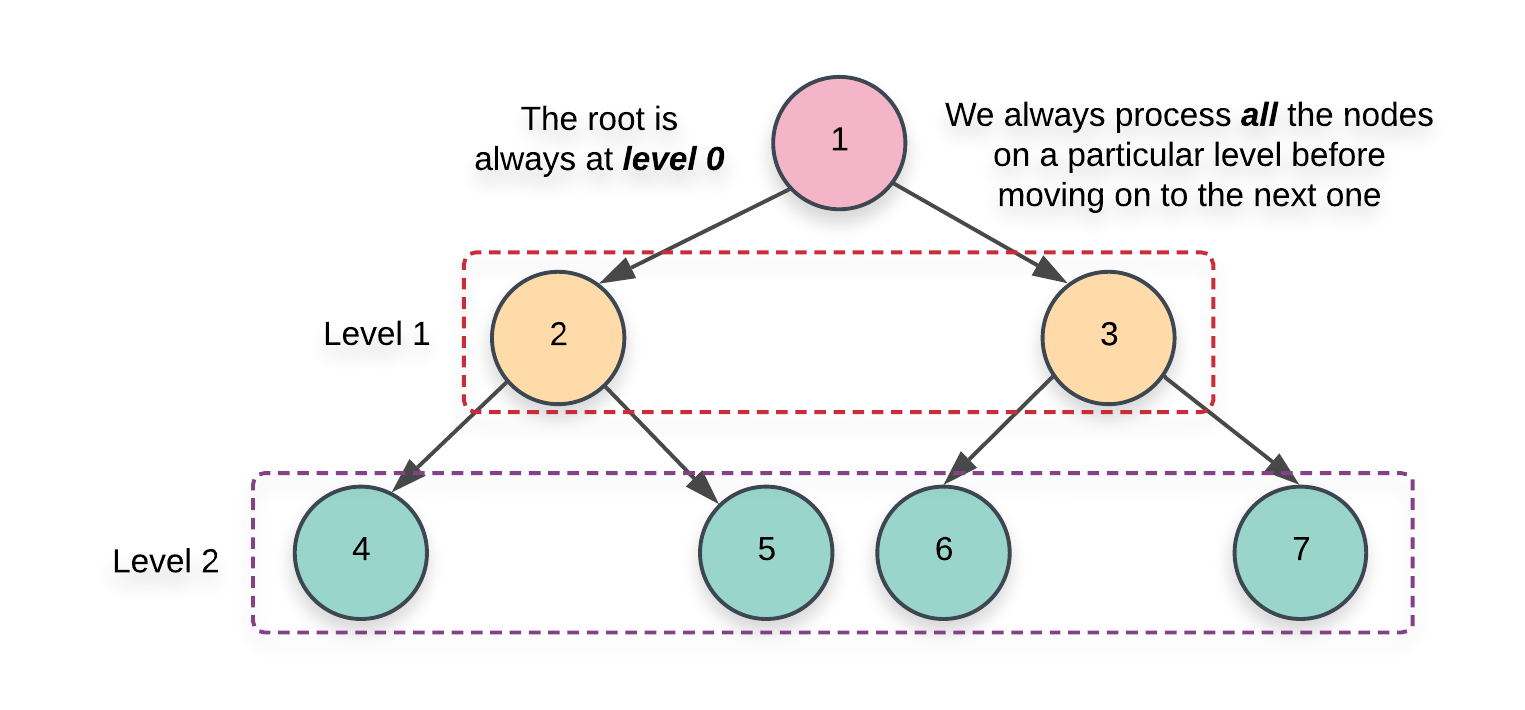 The root is
always at level 0
1
We always process all the nodes
on a particular level before
moving on to the next one
Level 1
2
3
Level 2
4
5
6
7